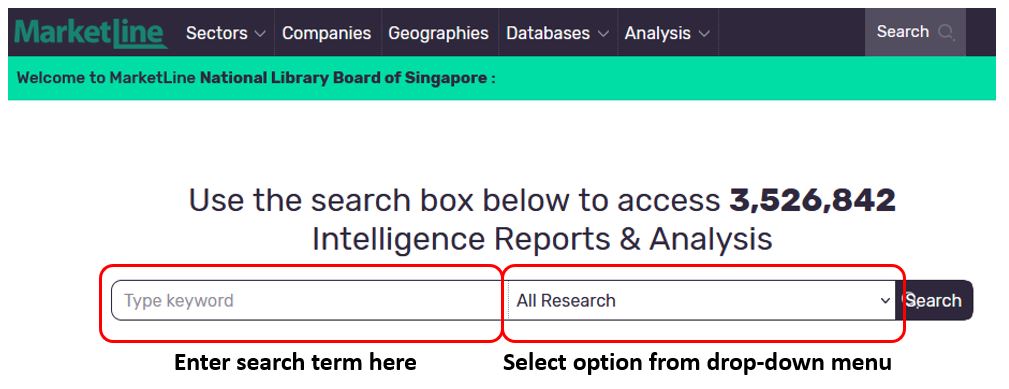 MarketLine Sectors Companies Geographies Databases Analysis Search
Welcome to MarketLine National Library Board of Singapore :
Use the search box below to access 3,526,842
Intelligence Reports & Analysis
Type keyword All Research Search
Enter search term here Select option from drop-down menu